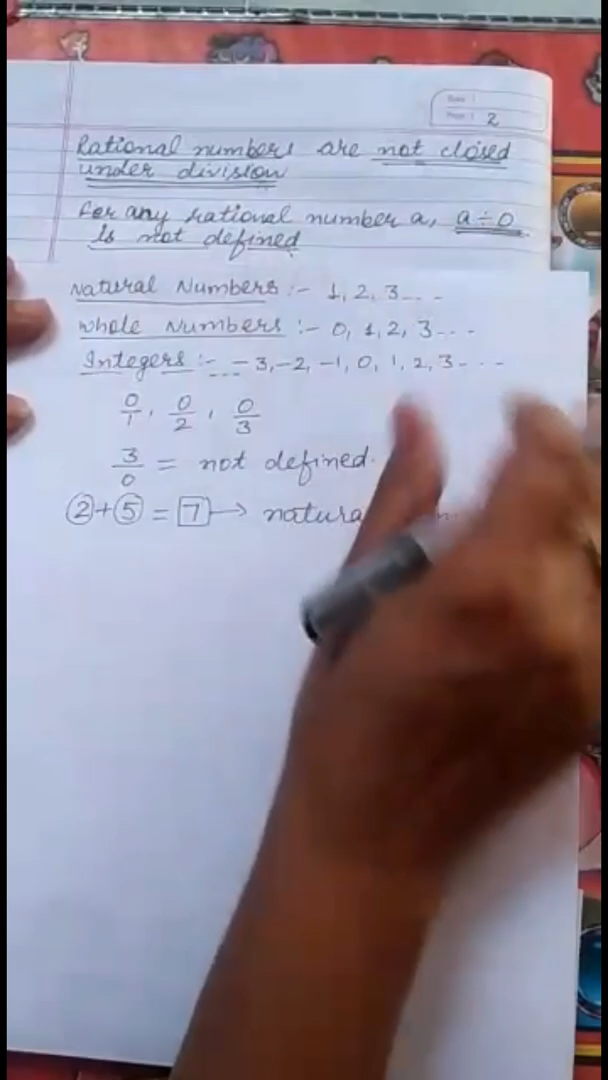 2
Rational numbers are not closed
under division
For any rational number a, a ÷ 0
is not defined
Natural Numbers :- 1, 2, 3 ...
Whole Numbers :- 0, 1, 2, 3 ...
Integers :- ... -3, -2, -1, 0, 1, 2, 3 ...
0/1, 0/2, 0/3
3/0 = not defined.
2 + 5 = 7 →